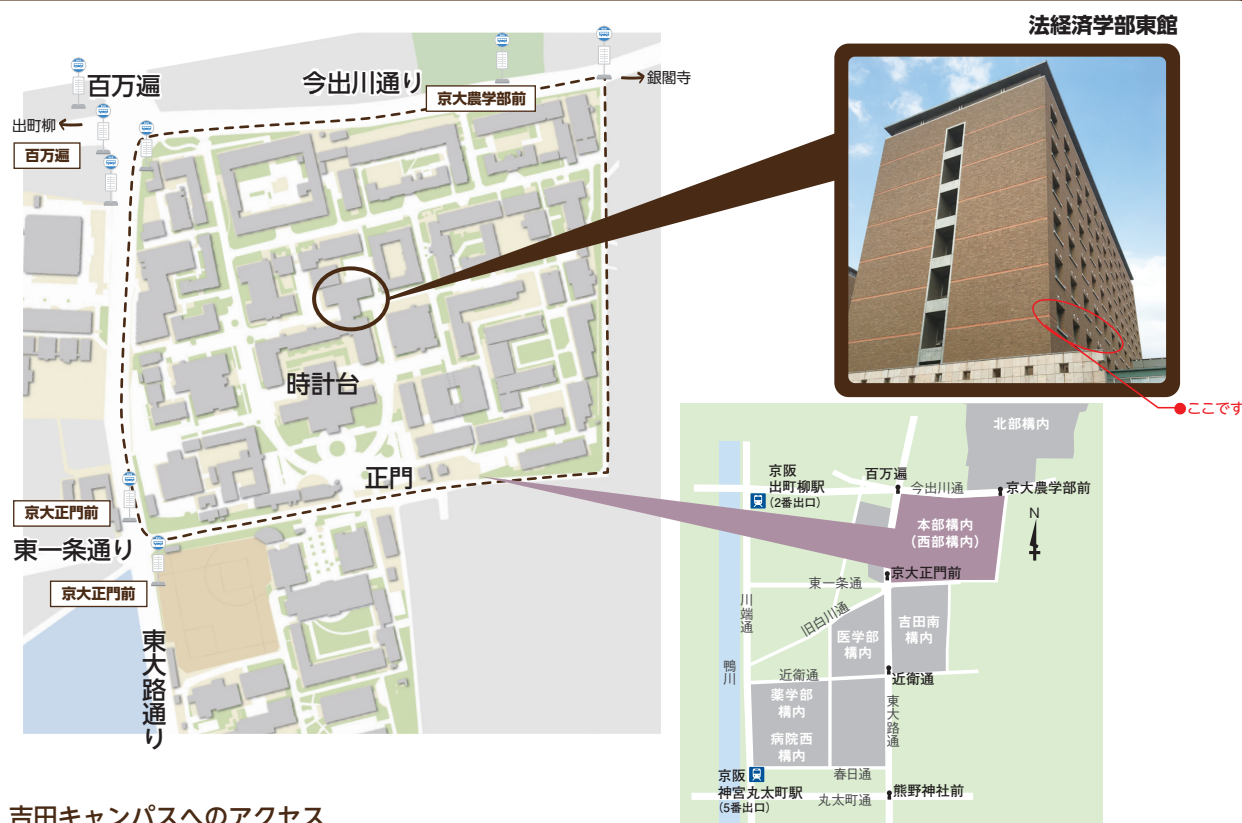 法経済学部東館
百万遍
今出川通り
京大農学部前
→銀閣寺
出町柳←
百万遍
時計台
正門
京大正門前
東一条通り
京大正門前
東大路通り
●ここです
北部構内
京阪
出町柳駅
(2番出口)
百万遍
今出川通
京大農学部前
本部構内
(西部構内)
N
京大正門前
東一条通
川端通
旧白川通
医学部
構内
吉田南
構内
鴨川
近衛通
近衛通
薬学部
構内
東大路通
病院西
構内
京阪
神宮丸太町駅
(5番出口)
春日通
丸太町通
熊野神社前
吉田キャンパスへのアクセス